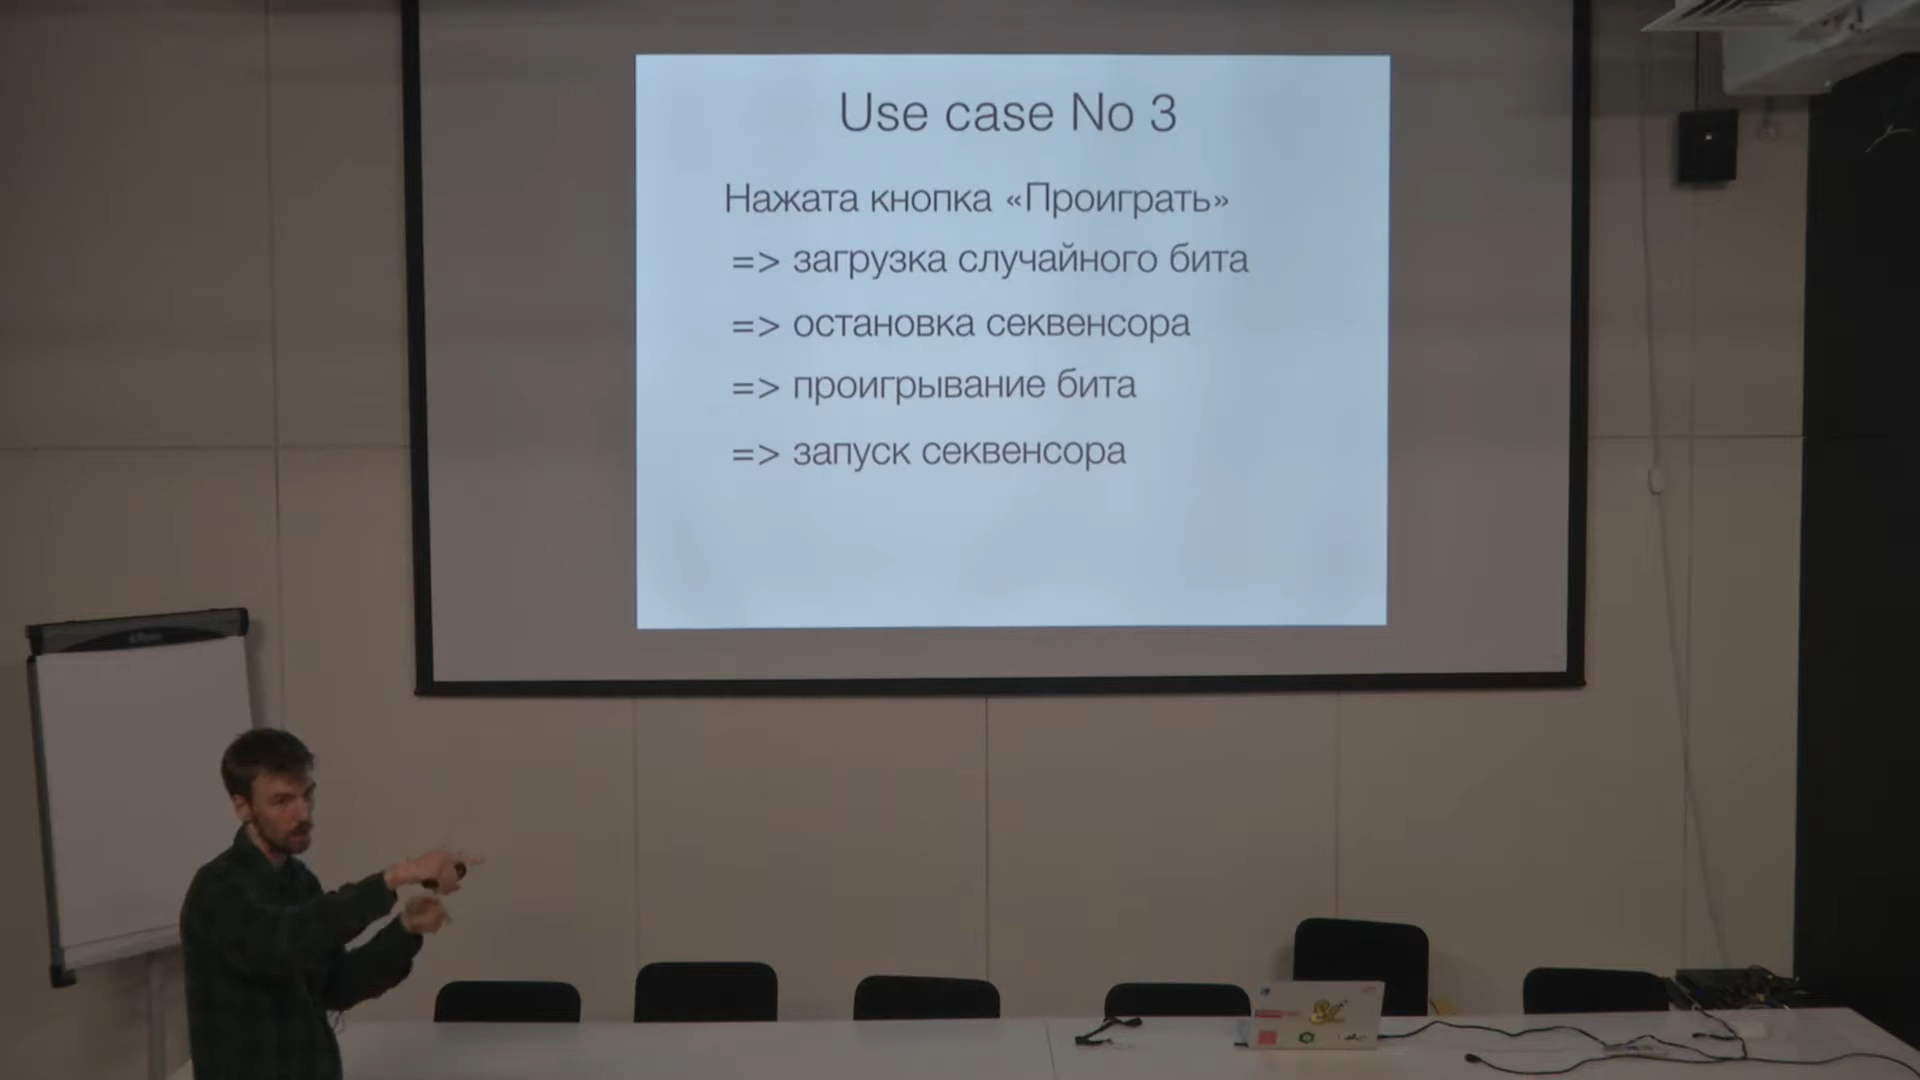 Use case No 3
Нажата кнопка «Проиграть»
=> загрузка случайного бита
=> остановка секвенсора
=> проигрывание бита
=> запуск секвенсора